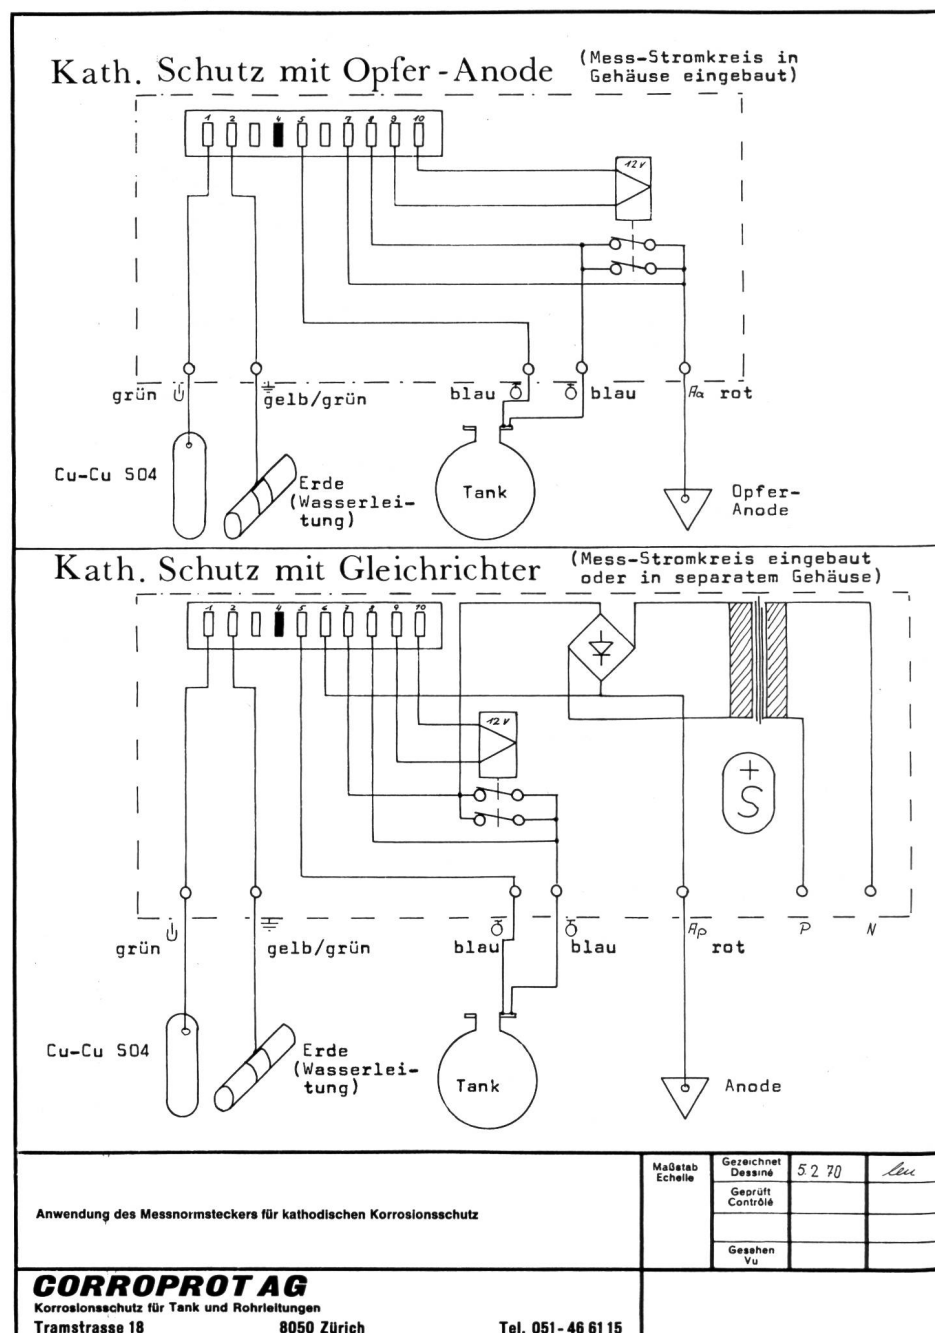 Kath. Schutz mit Opfer-Anode
(Mess-Stromkreis in
Gehäuse eingebaut)
1 2 4 5 7 8 9 10
12 V
grün
gelb/grün
blau
blau
Aa
rot
Cu-Cu SO4
Erde
(Wasserlei-
tung)
Tank
Opfer-
Anode
Kath. Schutz mit Gleichrichter
(Mess-Stromkreis eingebaut
oder in separatem Gehäuse)
1 2 4 5 6 7 8 9 10
12 V
+
S
grün
gelb/grün
blau
blau
Ap
rot
P
N
Cu-Cu SO4
Erde
(Wasserlei-
tung)
Tank
Anode
Anwendung des Messnormsteckers für kathodischen Korrosionsschutz
Maßstab
Echelle
Gezeichnet
Dessiné
5.2.70
Geprüft
Contrôlé
Gesehen
Vu
CORROPROT AG
Korrosionsschutz für Tank und Rohrleitungen
Tramstrasse 18 8050 Zürich Tel. 051-46 61 15